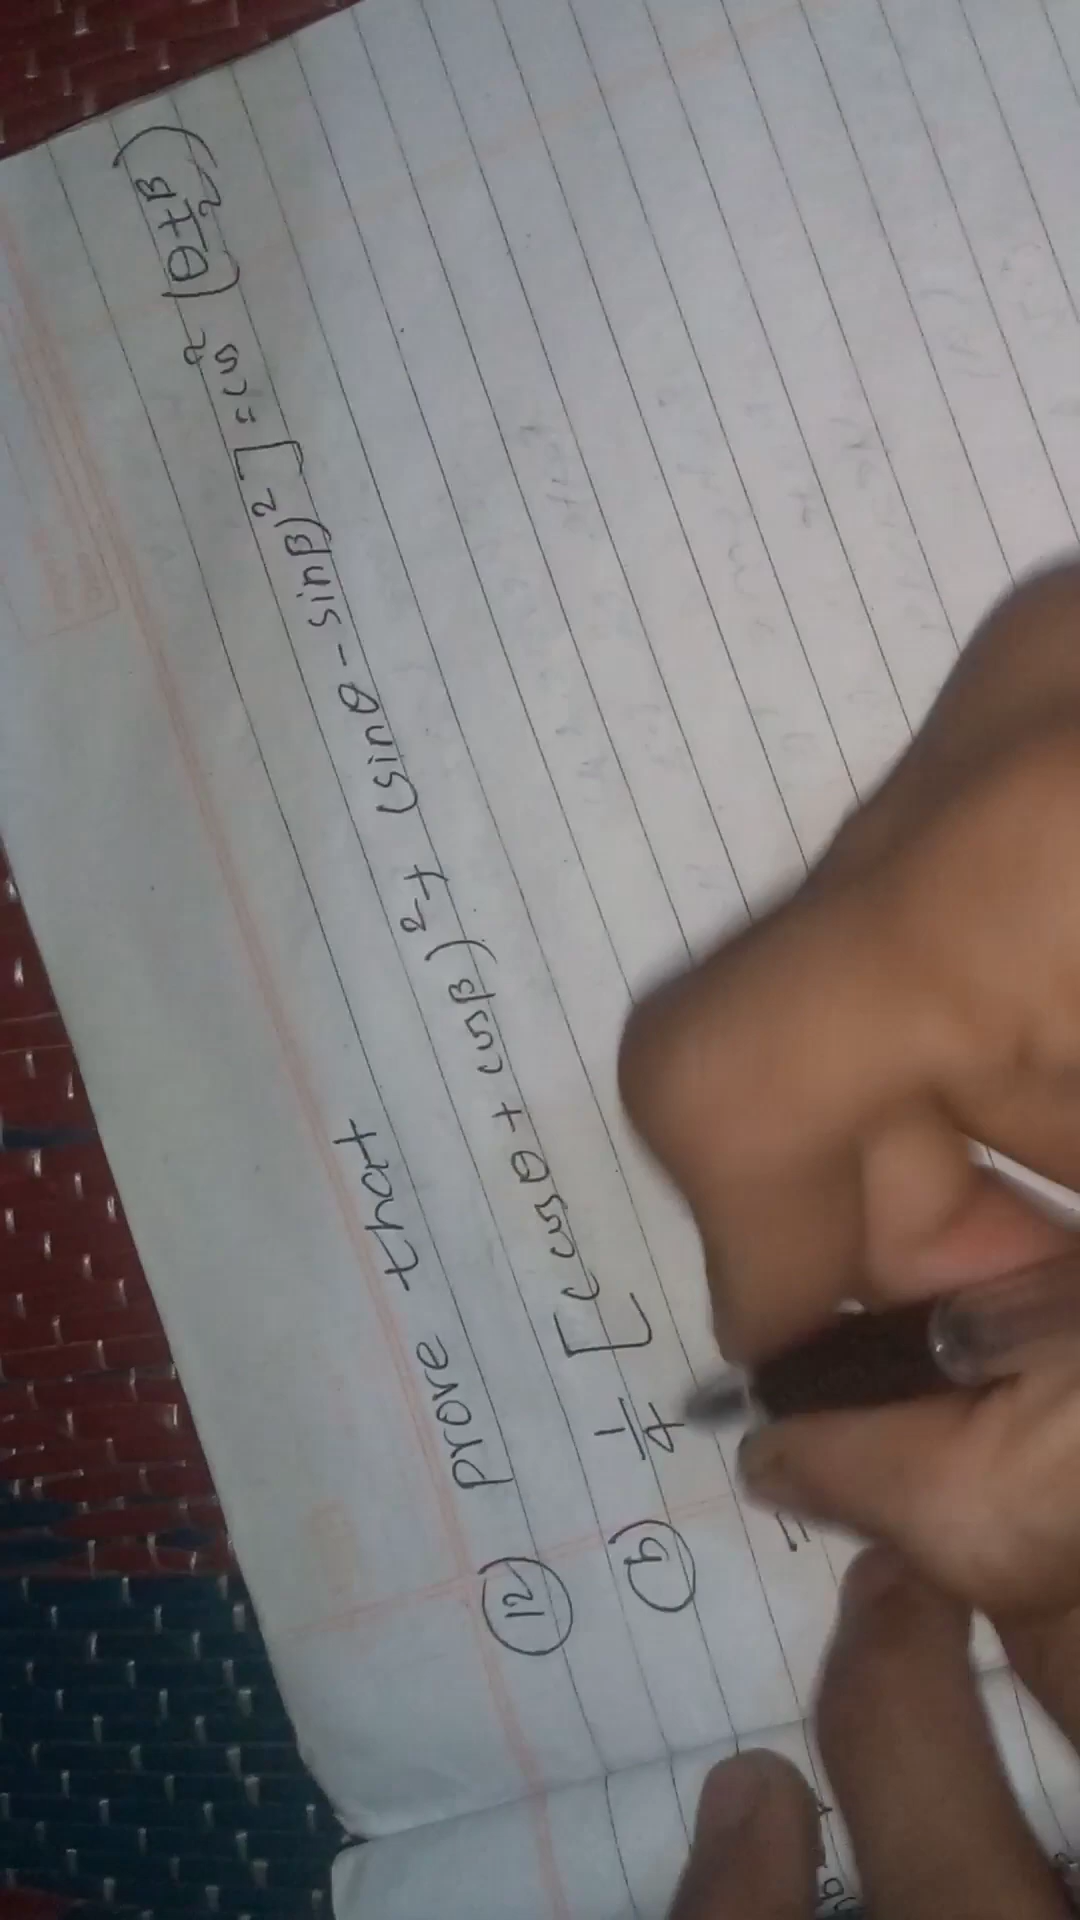 (12) Prove that
(b) 1/4 [(cosθ + cosβ)² + (sinθ - sinβ)²] = cos² (θ+β/2)
=